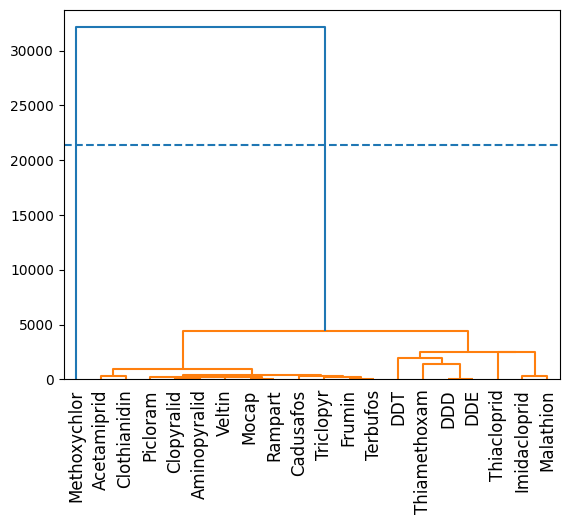 30000
25000
20000
15000
10000
5000
0
Methoxychlor
Acetamiprid
Clothianidin
Picloram
Clopyralid
Aminopyralid
Veltin
Mocap
Rampart
Cadusafos
Triclopyr
Frumin
Terbufos
DDT
Thiamethoxam
DDD
DDE
Thiacloprid
Imidacloprid
Malathion